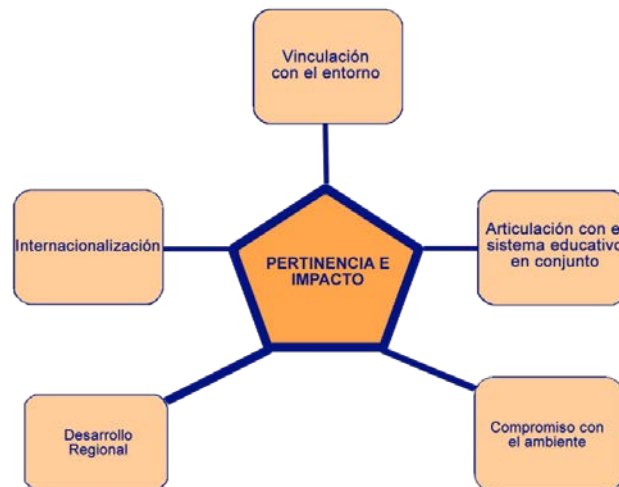 Vinculación
con el entorno
Internacionalización
Articulación con el
sistema educativo
en conjunto
PERTINENCIA E
IMPACTO
Desarrollo
Regional
Compromiso con
el ambiente